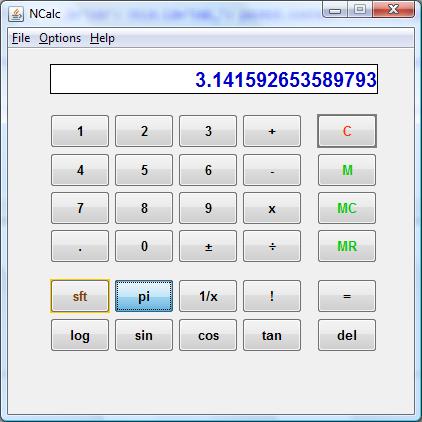 NCalc
File Options Help
3.141592653589793
1 2 3 + C
4 5 6 - M
7 8 9 x MC
. 0 ± ÷ MR
sft pi 1/x ! =
log sin cos tan del